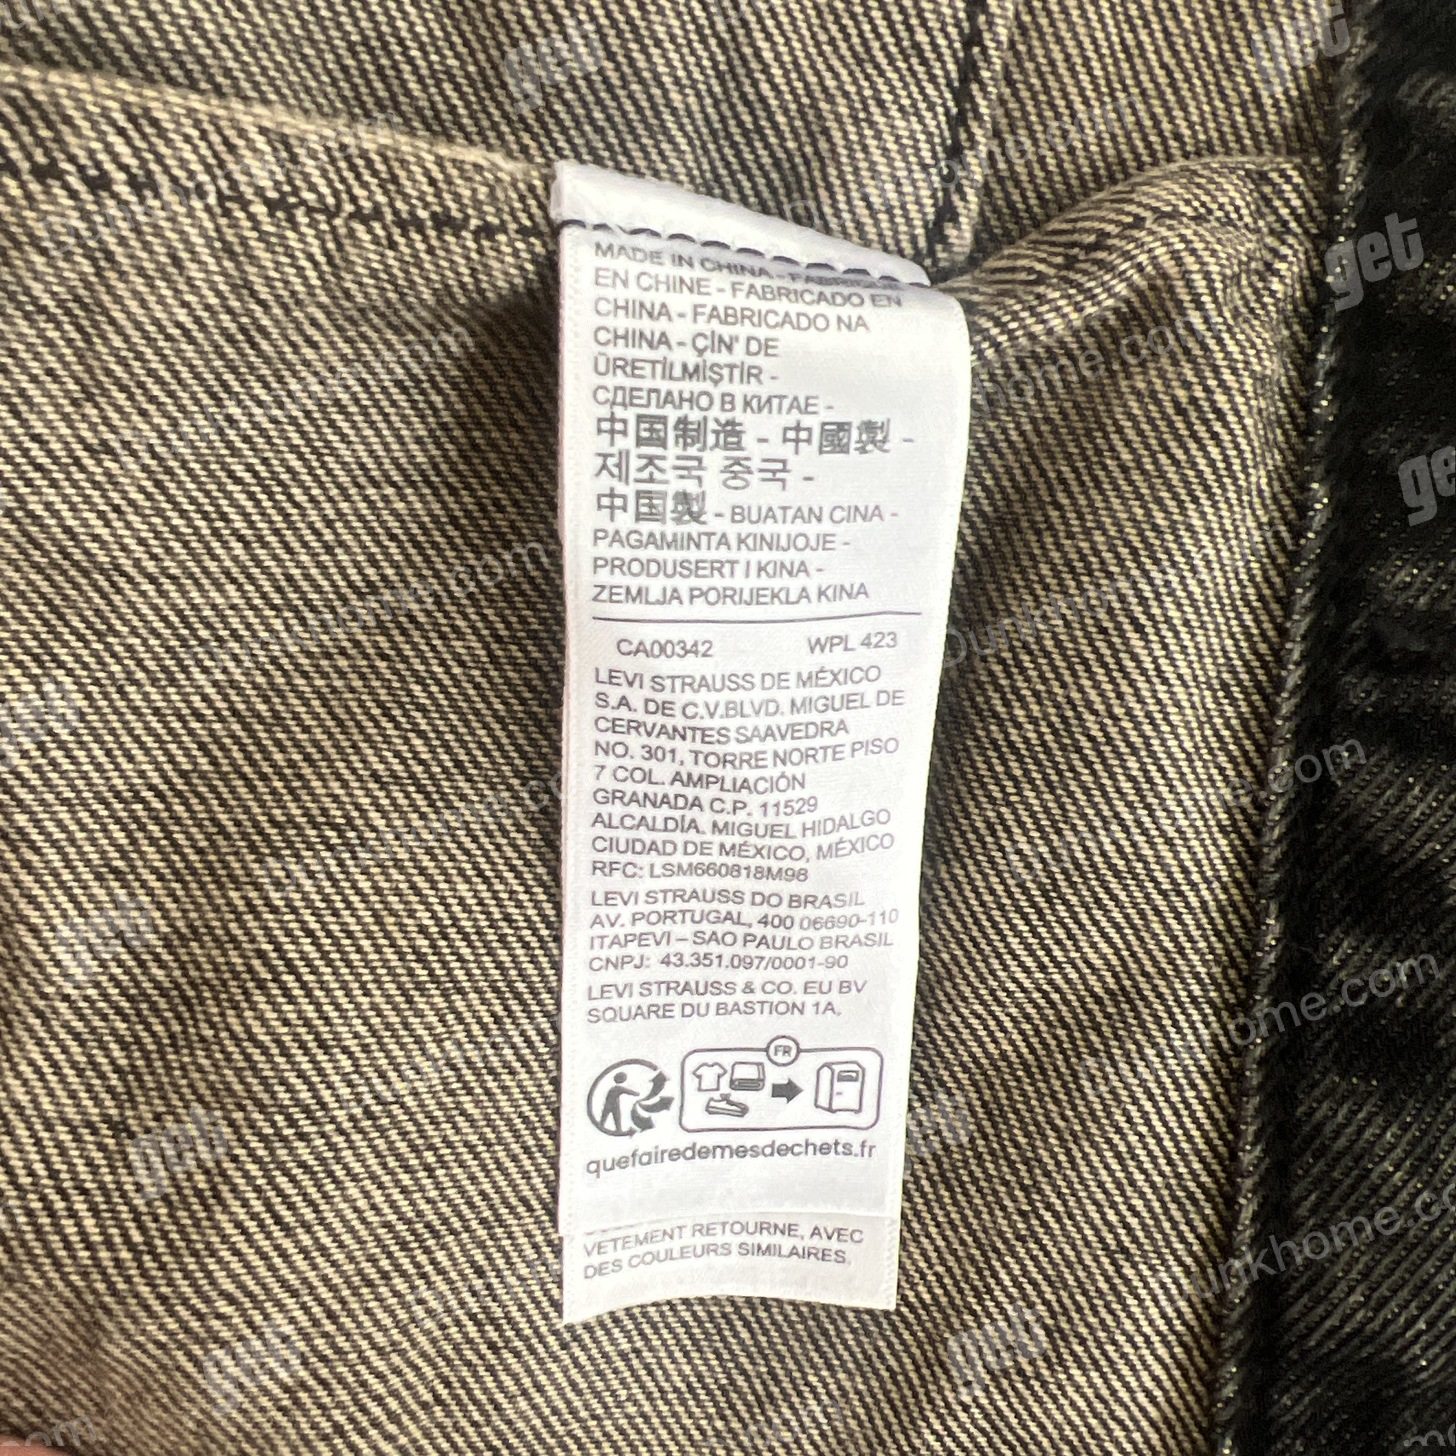 MADE IN CHINA - FABRIQUE
EN CHINE - FABRICADO EN
CHINA - FABRICADO NA
CHINA - ÇİN' DE
ÜRETİLMİŞTİR -
СДЕЛАНО В КИТАЕ -
中国制造 - 中國製 -
제조국 중국 -
中国製 - BUATAN CINA -
PAGAMINTA KINIJOJE -
PRODUSERT I KINA -
ZEMLJA PORIJEKLA KINA
CA00342 WPL 423
LEVI STRAUSS DE MÉXICO
S.A. DE C.V.BLVD. MIGUEL DE
CERVANTES SAAVEDRA
NO. 301, TORRE NORTE PISO
7 COL. AMPLIACIÓN
GRANADA C.P. 11529
ALCALDÍA. MIGUEL HIDALGO
CIUDAD DE MÉXICO, MÉXICO
RFC: LSM660818M98
LEVI STRAUSS DO BRASIL
AV. PORTUGAL, 400 06690-110
ITAPEVI – SAO PAULO BRASIL
CNPJ: 43.351.097/0001-90
LEVI STRAUSS & CO. EU BV
SQUARE DU BASTION 1A,
FR
quefairedemesdechets.fr
VETEMENT RETOURNE, AVEC
DES COULEURS SIMILAIRES.
get
Dunkhome.com